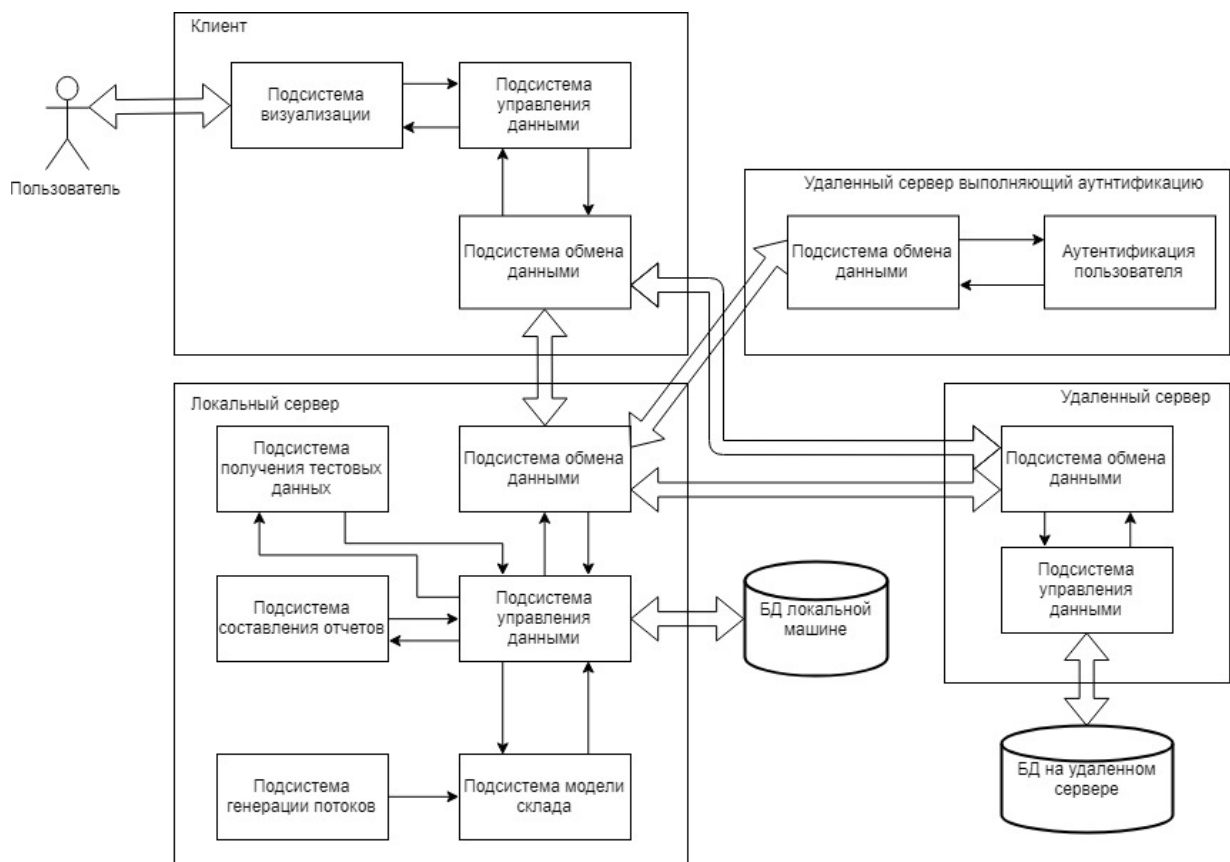 Клиент
Подсистема
визуализации
Подсистема
управления
данными
Пользователь
Подсистема обмена
данными
Удаленный сервер выполняющий аутнтификацию
Подсистема обмена
данными
Аутентификация
пользователя
Локальный сервер
Подсистема
получения тестовых
данных
Подсистема обмена
данными
Удаленный сервер
Подсистема обмена
данными
Подсистема
составления отчетов
Подсистема
управления
данными
БД локальной
машине
Подсистема
управления
данными
Подсистема
генерации потоков
Подсистема модели
склада
БД на удаленном
сервере